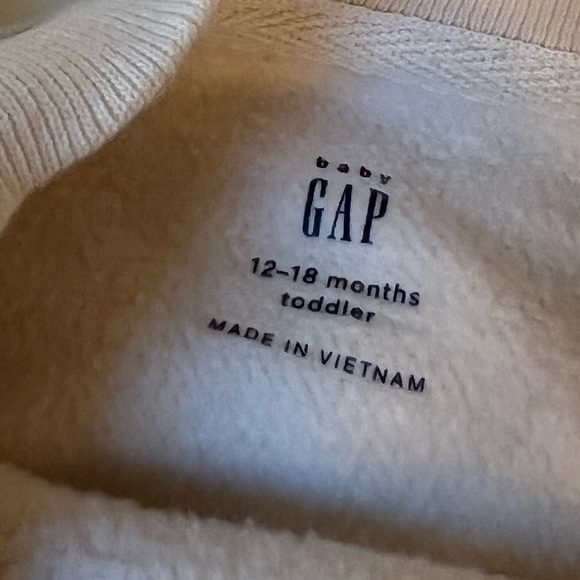 baby
GAP
12–18 months
toddler
MADE IN VIETNAM